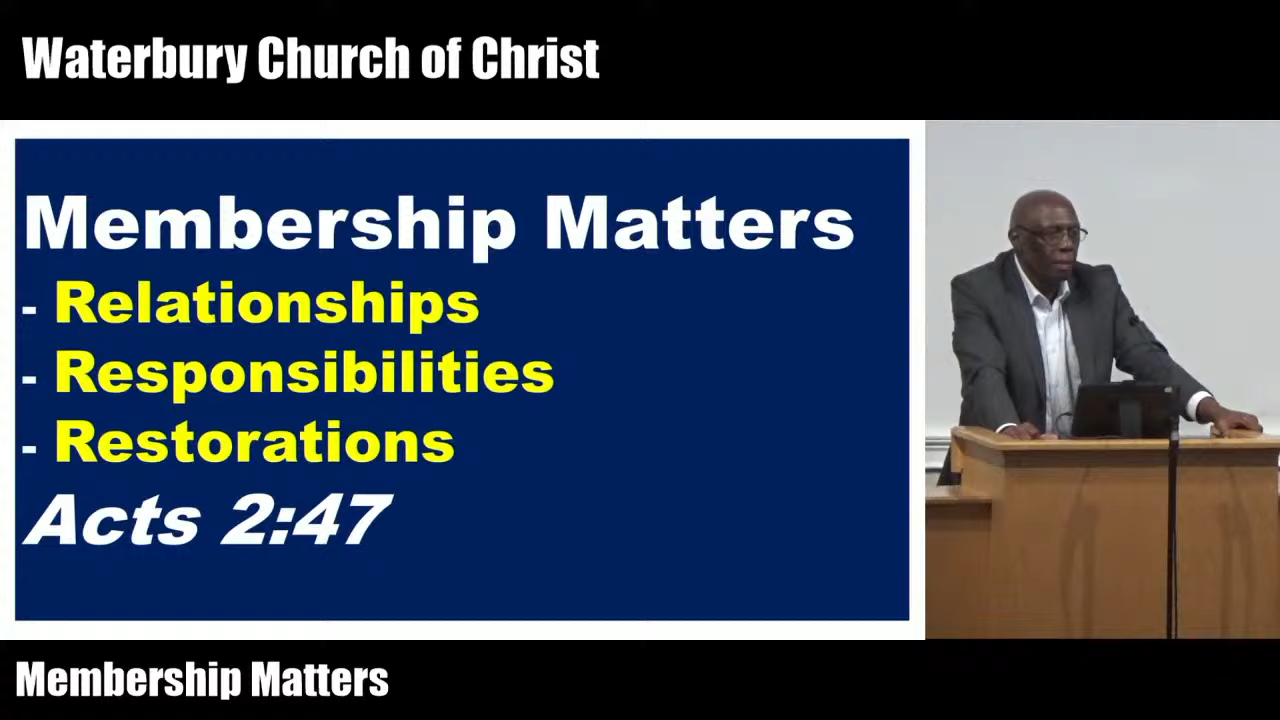 Waterbury Church of Christ
Membership Matters
- Relationships
- Responsibilities
- Restorations
Acts 2:47
Membership Matters